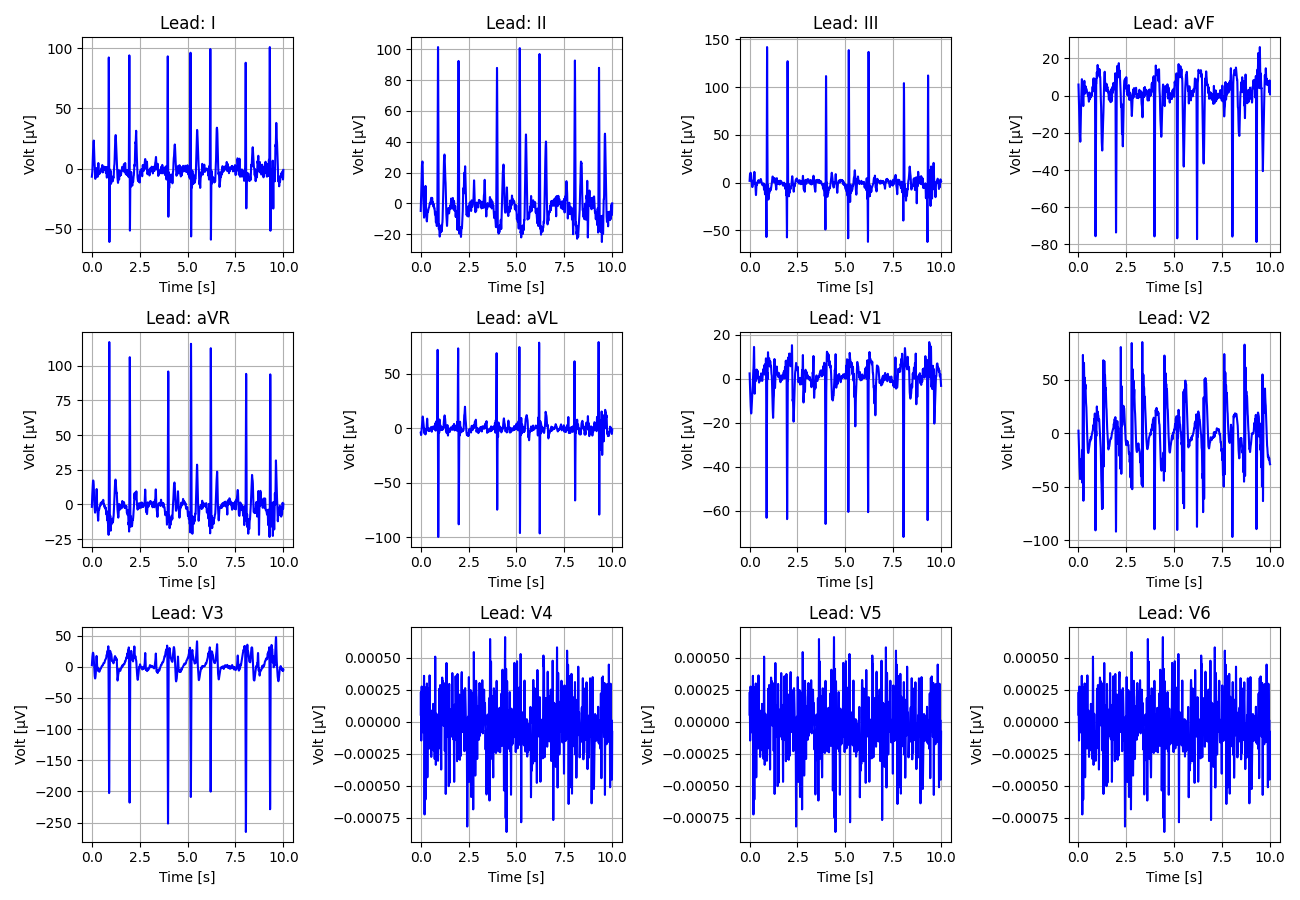 Lead: I
Lead: II
Lead: III
Lead: aVF
100
50
0
−50
100
80
60
40
20
0
−20
150
100
50
0
−50
20
0
−20
−40
−60
−80
Volt [μV]
Volt [μV]
Volt [μV]
Volt [μV]
0.0 2.5 5.0 7.5 10.0
0.0 2.5 5.0 7.5 10.0
0.0 2.5 5.0 7.5 10.0
0.0 2.5 5.0 7.5 10.0
Time [s]
Time [s]
Time [s]
Time [s]
Lead: aVR
Lead: aVL
Lead: V1
Lead: V2
100
75
50
25
0
−25
50
0
−50
−100
20
0
−20
−40
−60
50
0
−50
−100
Volt [μV]
Volt [μV]
Volt [μV]
Volt [μV]
0.0 2.5 5.0 7.5 10.0
0.0 2.5 5.0 7.5 10.0
0.0 2.5 5.0 7.5 10.0
0.0 2.5 5.0 7.5 10.0
Time [s]
Time [s]
Time [s]
Time [s]
Lead: V3
Lead: V4
Lead: V5
Lead: V6
50
0
−50
−100
−150
−200
−250
0.00050
0.00025
0.00000
−0.00025
−0.00050
−0.00075
0.00050
0.00025
0.00000
−0.00025
−0.00050
−0.00075
0.00050
0.00025
0.00000
−0.00025
−0.00050
−0.00075
Volt [μV]
Volt [μV]
Volt [μV]
Volt [μV]
0.0 2.5 5.0 7.5 10.0
0.0 2.5 5.0 7.5 10.0
0.0 2.5 5.0 7.5 10.0
0.0 2.5 5.0 7.5 10.0
Time [s]
Time [s]
Time [s]
Time [s]